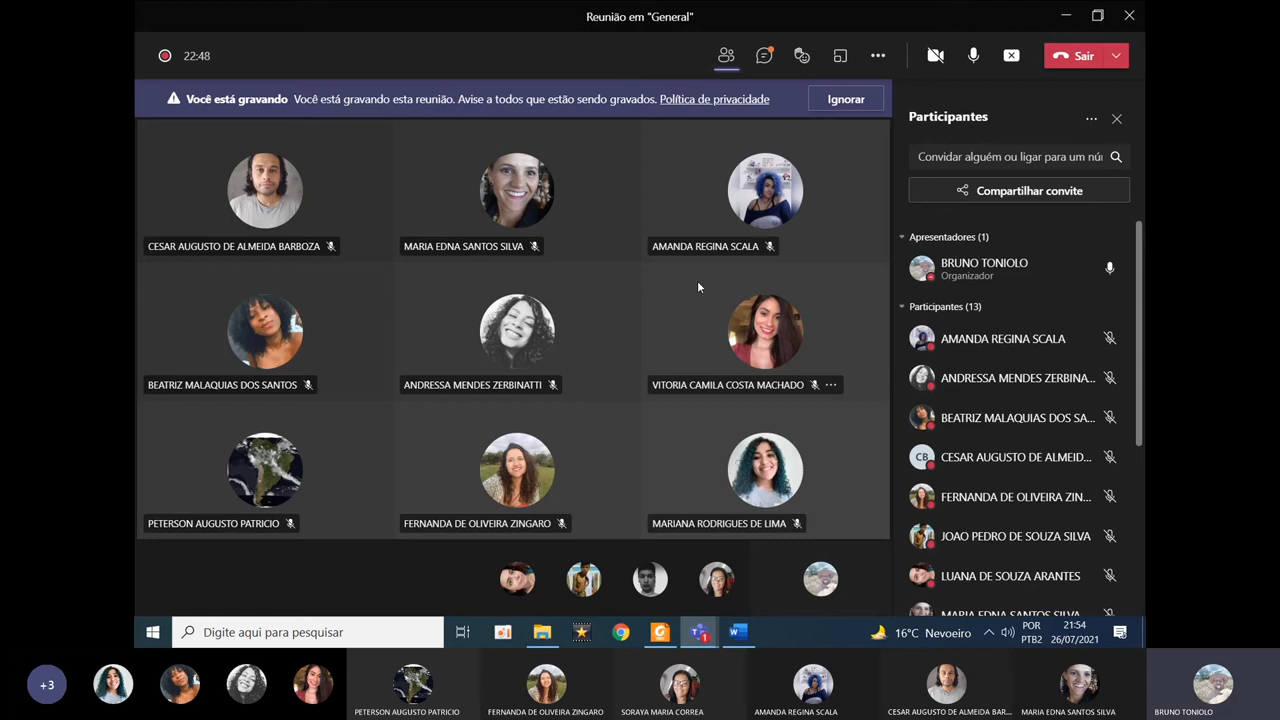 Reunião em "General"
22:48
Sair
Você está gravando Você está gravando esta reunião. Avise a todos que estão sendo gravados. Política de privacidade
Ignorar
CESAR AUGUSTO DE ALMEIDA BARBOZA
MARIA EDNA SANTOS SILVA
AMANDA REGINA SCALA
BEATRIZ MALAQUIAS DOS SANTOS
ANDRESSA MENDES ZERBINATTI
VITORIA CAMILA COSTA MACHADO
PETERSON AUGUSTO PATRICIO
FERNANDA DE OLIVEIRA ZINGARO
MARIANA RODRIGUES DE LIMA
Participantes
Convidar alguém ou ligar para um nú
Compartilhar convite
Apresentadores (1)
BRUNO TONIOLO
Organizador
Participantes (13)
AMANDA REGINA SCALA
ANDRESSA MENDES ZERBINA...
BEATRIZ MALAQUIAS DOS SA...
CB
CESAR AUGUSTO DE ALMEID...
FERNANDA DE OLIVEIRA ZIN...
JOAO PEDRO DE SOUZA SILVA
LUANA DE SOUZA ARANTES
MARIA EDNA SANTOS SILVA
Digite aqui para pesquisar
1
16°C Nevoeiro
POR
PTB2
21:54
26/07/2021
+3
PETERSON AUGUSTO PATRICIO
FERNANDA DE OLIVEIRA ZINGARO
SORAYA MARIA CORREA
AMANDA REGINA SCALA
CESAR AUGUSTO DE ALMEIDA BAR...
MARIA EDNA SANTOS SILVA
BRUNO TONIOLO